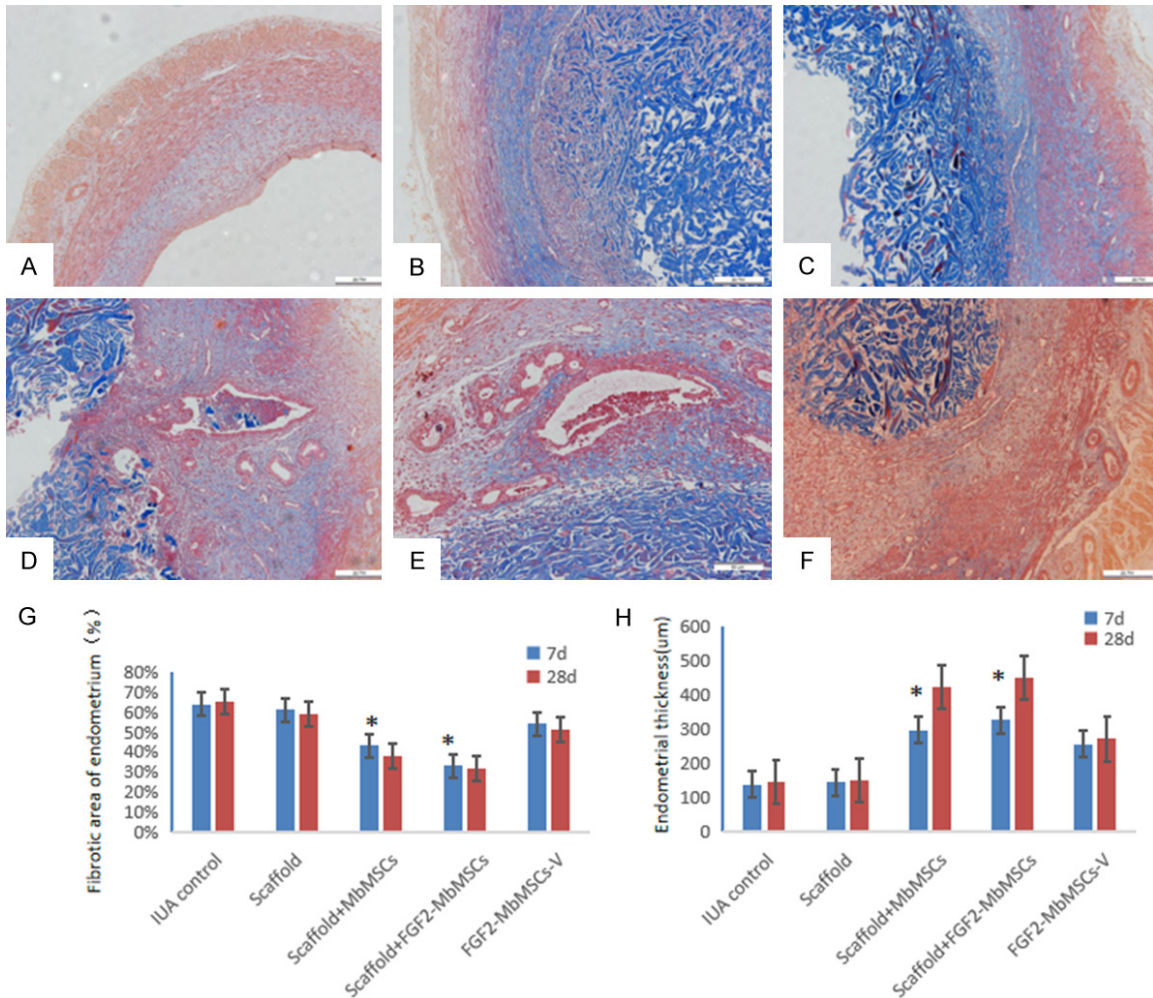 A
B
C
D
E
F
G
Fibrotic area of endometrium (%)
7d
28d
80%
70%
60%
50%
40%
30%
20%
10%
0%
*
*
IUA control
Scaffold
Scaffold+MbMSCs
Scaffold+FGF2-MbMSCs
FGF2-MbMSCs-V
H
Endometrial thickness(um)
7d
28d
600
500
400
300
200
100
0
*
*
IUA control
Scaffold
Scaffold+MbMSCs
Scaffold+FGF2-MbMSCs
FGF2-MbMSCs-V